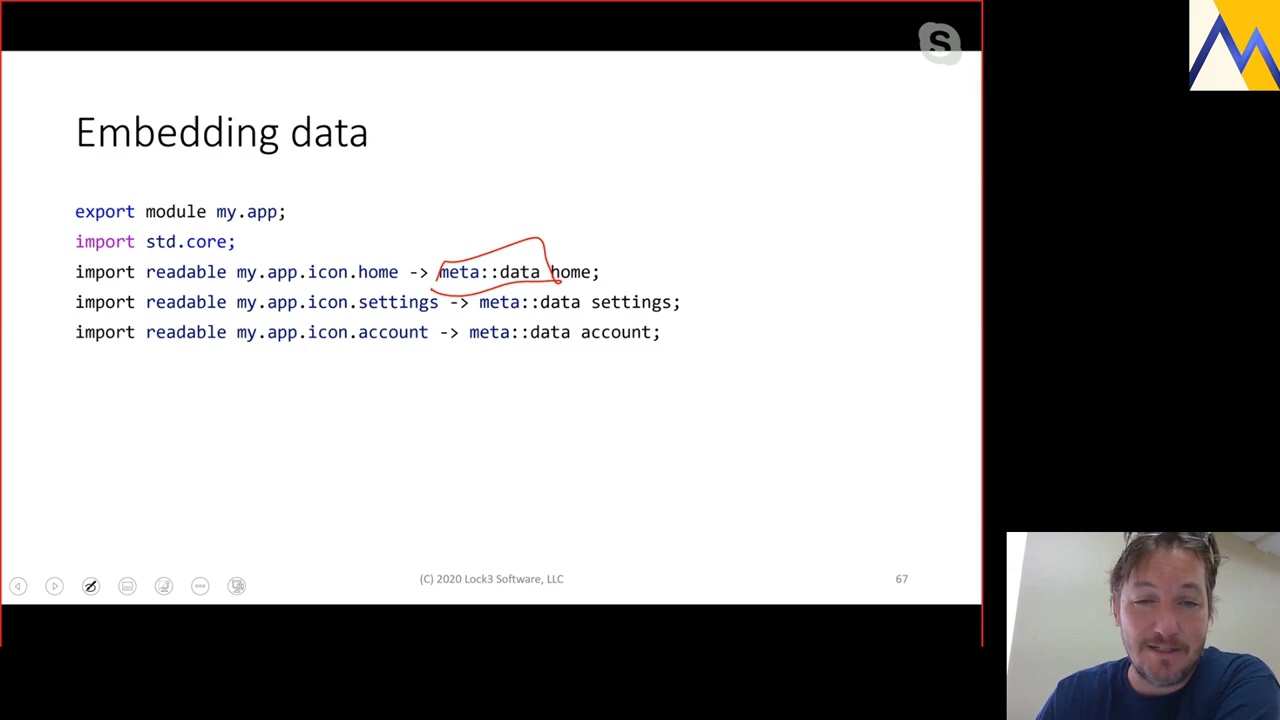 S
Embedding data
export module my.app;
import std.core;
import readable my.app.icon.home -> meta::data home;
import readable my.app.icon.settings -> meta::data settings;
import readable my.app.icon.account -> meta::data account;
(C) 2020 Lock3 Software, LLC
67